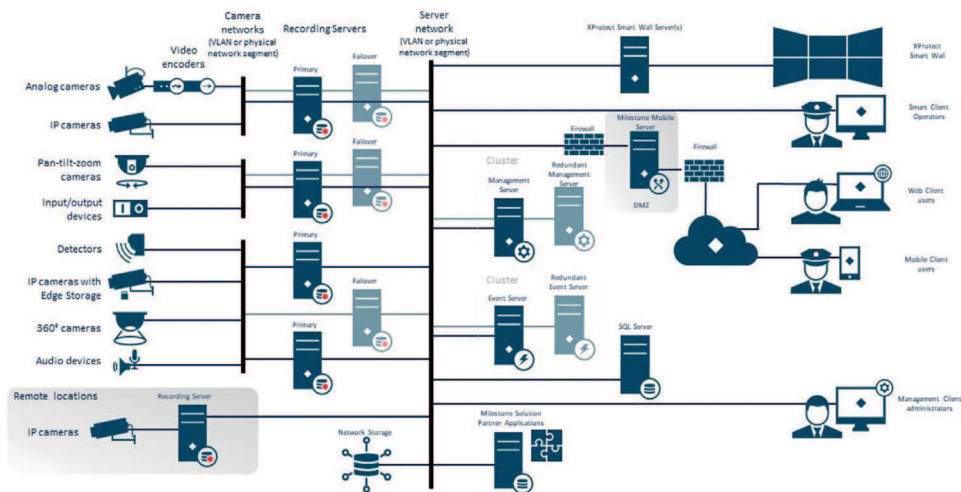 Camera
networks
(VLAN or physical
network segment)
Recording Servers
Server
network
(VLAN or physical
network segment)
Video
encoders
XProtect Smart Wall Server(s)
XProtect
Smart Wall
Primary
Failover
Analog cameras
IP cameras
Smart Client
Operators
Firewall
Milestone Mobile
Server
DMZ
Firewall
Primary
Failover
Pan-tilt-zoom
cameras
Input/output
devices
Cluster
Management
Server
Redundant
Management
Server
Web Client
users
Detectors
IP cameras with
Edge Storage
Primary
Failover
Mobile Client
users
Cluster
Event Server
Redundant
Event Server
360° cameras
Audio devices
Primary
SQL Server
Remote locations
Recording Server
IP cameras
Management Client
administrators
Network Storage
Milestone Solution
Partner Applications